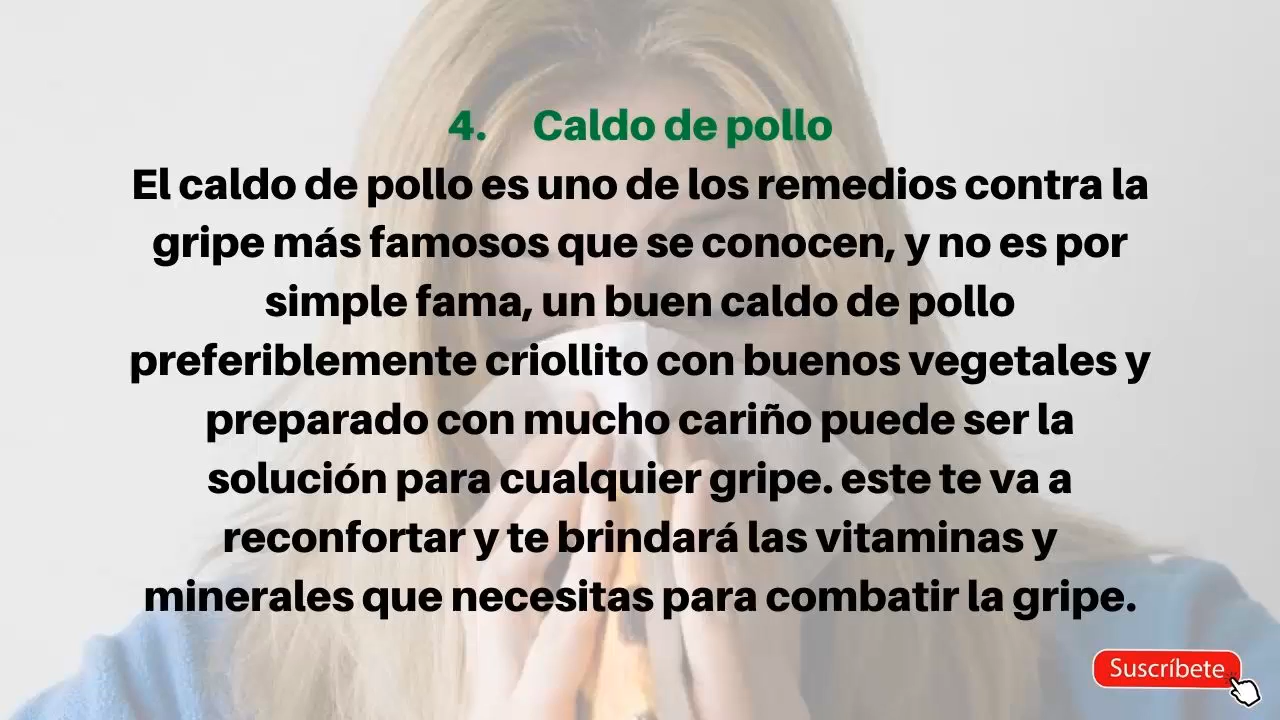 4. Caldo de pollo
El caldo de pollo es uno de los remedios contra la
gripe más famosos que se conocen, y no es por
simple fama, un buen caldo de pollo
preferiblemente criollito con buenos vegetales y
preparado con mucho cariño puede ser la
solución para cualquier gripe. este te va a
reconfortar y te brindará las vitaminas y
minerales que necesitas para combatir la gripe.
Suscríbete